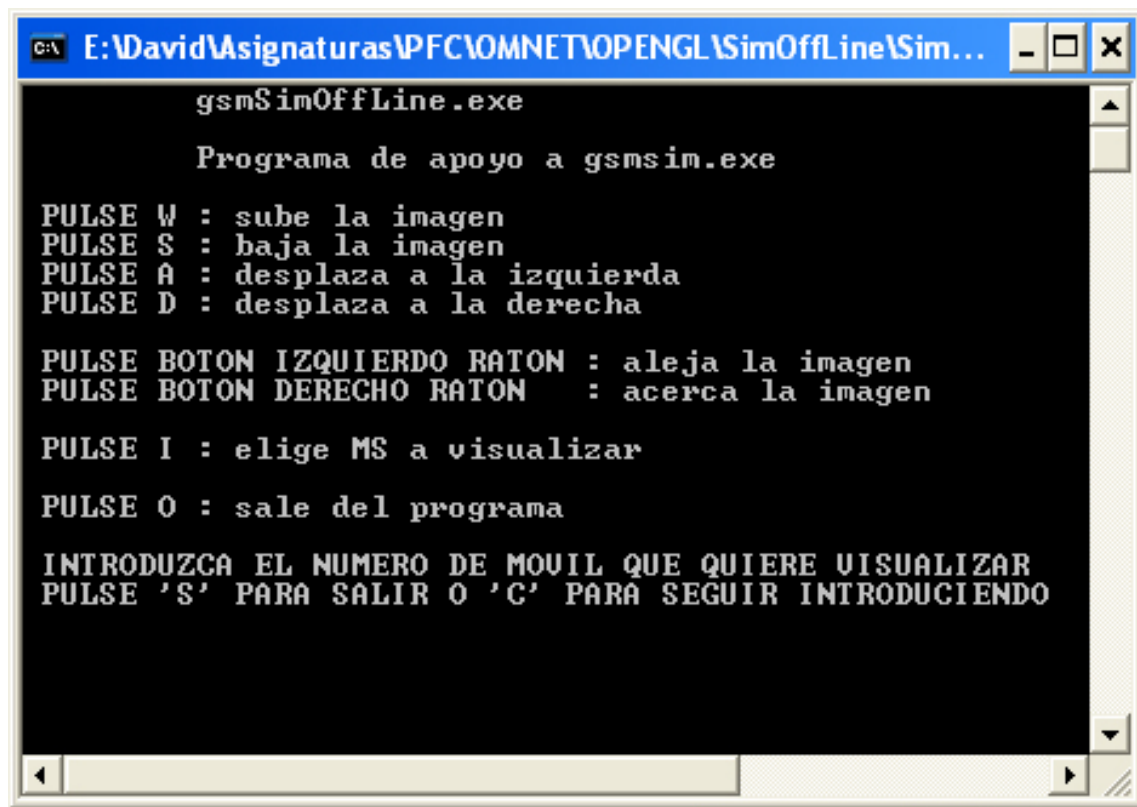 E:\David\Asignaturas\PFC\OMNET\OPENGL\SimOffLine\Sim...
gsmSimOffLine.exe
Programa de apoyo a gsmsim.exe
PULSE W : sube la imagen
PULSE S : baja la imagen
PULSE A : desplaza a la izquierda
PULSE D : desplaza a la derecha
PULSE BOTON IZQUIERDO RATON : aleja la imagen
PULSE BOTON DERECHO RATON   : acerca la imagen
PULSE I : elige MS a visualizar
PULSE O : sale del programa
INTRODUZCA EL NUMERO DE MOVIL QUE QUIERE VISUALIZAR
PULSE 'S' PARA SALIR O 'C' PARA SEGUIR INTRODUCIENDO